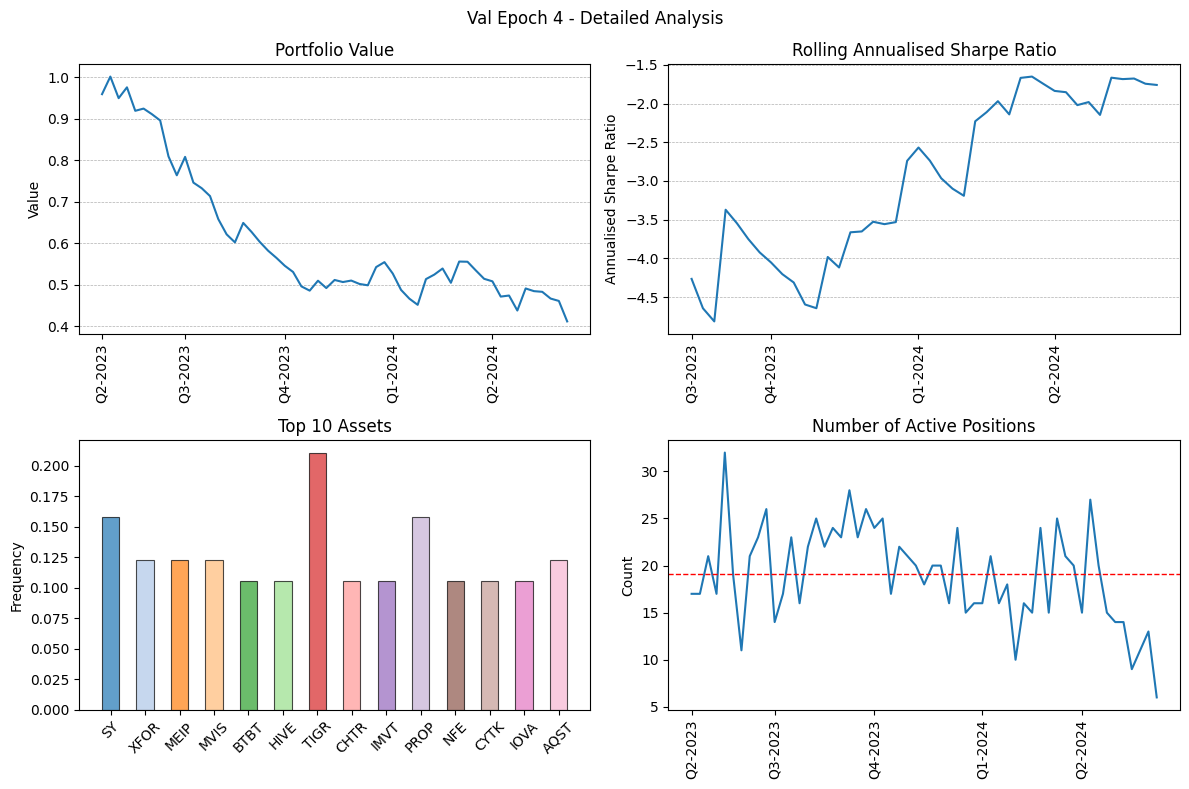 Val Epoch 4 - Detailed Analysis
Portfolio Value
Value
1.0
0.9
0.8
0.7
0.6
0.5
0.4
Q2-2023
Q3-2023
Q4-2023
Q1-2024
Q2-2024
Rolling Annualised Sharpe Ratio
Annualised Sharpe Ratio
−1.5
−2.0
−2.5
−3.0
−3.5
−4.0
−4.5
Q3-2023
Q4-2023
Q1-2024
Q2-2024
Top 10 Assets
Frequency
0.200
0.175
0.150
0.125
0.100
0.075
0.050
0.025
0.000
SY
XFOR
MEIP
MVIS
BTBT
HIVE
TIGR
CHTR
IMVT
PROP
NFE
CYTK
IOVA
AQST
Number of Active Positions
Count
30
25
20
15
10
5
Q2-2023
Q3-2023
Q4-2023
Q1-2024
Q2-2024